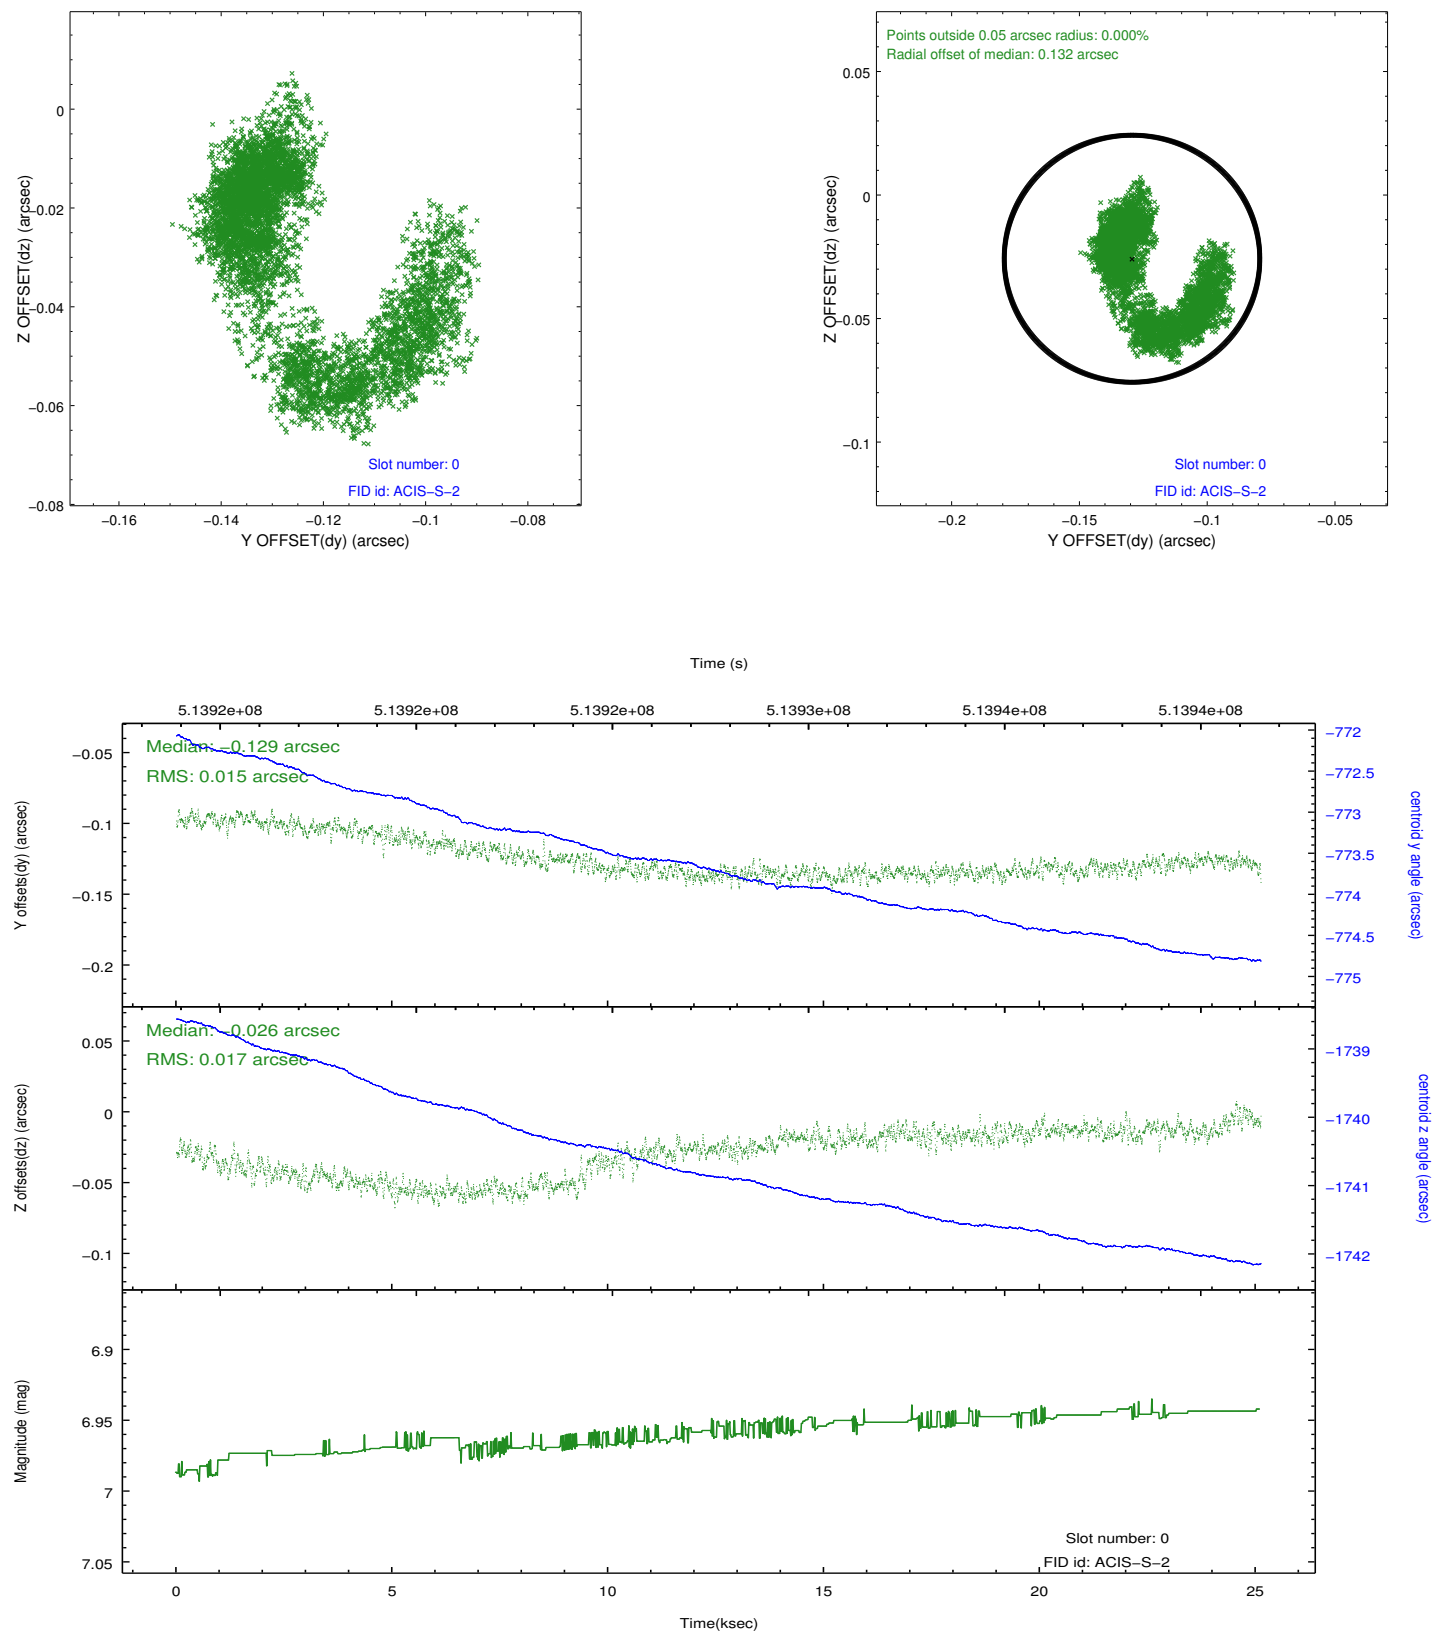 0
−0.02
−0.04
−0.06
−0.08
Z OFFSET(dz) (arcsec)
Slot number: 0
FID id: ACIS−S−2
−0.16 −0.14 −0.12 −0.1 −0.08
Y OFFSET(dy) (arcsec)
Points outside 0.05 arcsec radius: 0.000%
Radial offset of median: 0.132 arcsec
0.05
0
−0.05
−0.1
Z OFFSET(dz) (arcsec)
Slot number: 0
FID id: ACIS−S−2
−0.2 −0.15 −0.1 −0.05
Y OFFSET(dy) (arcsec)
Time (s)
5.1392e+08 5.1392e+08 5.1392e+08 5.1393e+08 5.1394e+08 5.1394e+08
Median: −0.129 arcsec
RMS: 0.015 arcsec
−0.05
−0.1
−0.15
−0.2
Y offsets(dy) (arcsec)
−772
−772.5
−773
−773.5
−774
−774.5
−775
centroid y angle (arcsec)
Median: −0.026 arcsec
RMS: 0.017 arcsec
0.05
0
−0.05
−0.1
Z offsets(dz) (arcsec)
−1739
−1740
−1741
−1742
centroid z angle (arcsec)
6.9
6.95
7
7.05
Magnitude (mag)
Slot number: 0
FID id: ACIS−S−2
0 5 10 15 20 25
Time(ksec)